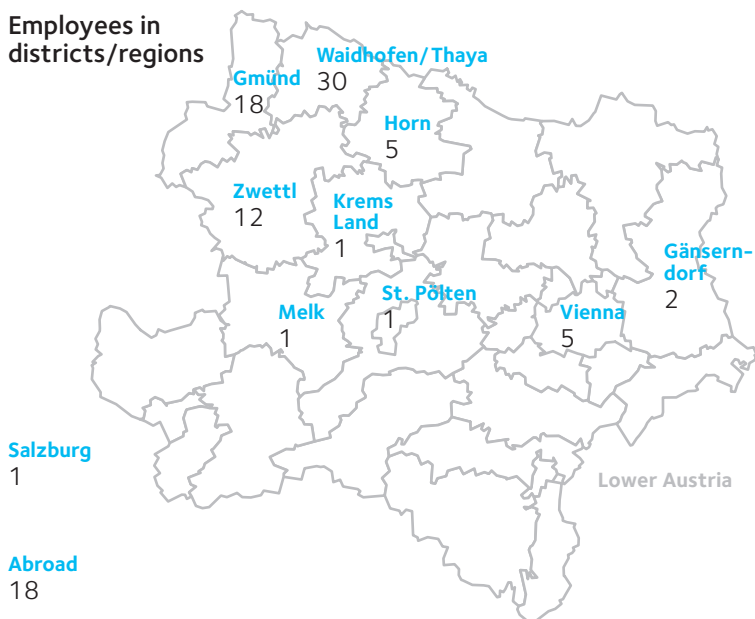 Employees in
districts/regions
Waidhofen/Thaya
30
Gmünd
18
Horn
5
Zwettl
12
Krems
Land
1
Gänsern-
dorf
2
St. Pölten
1
Melk
1
Vienna
5
Salzburg
1
Lower Austria
Abroad
18